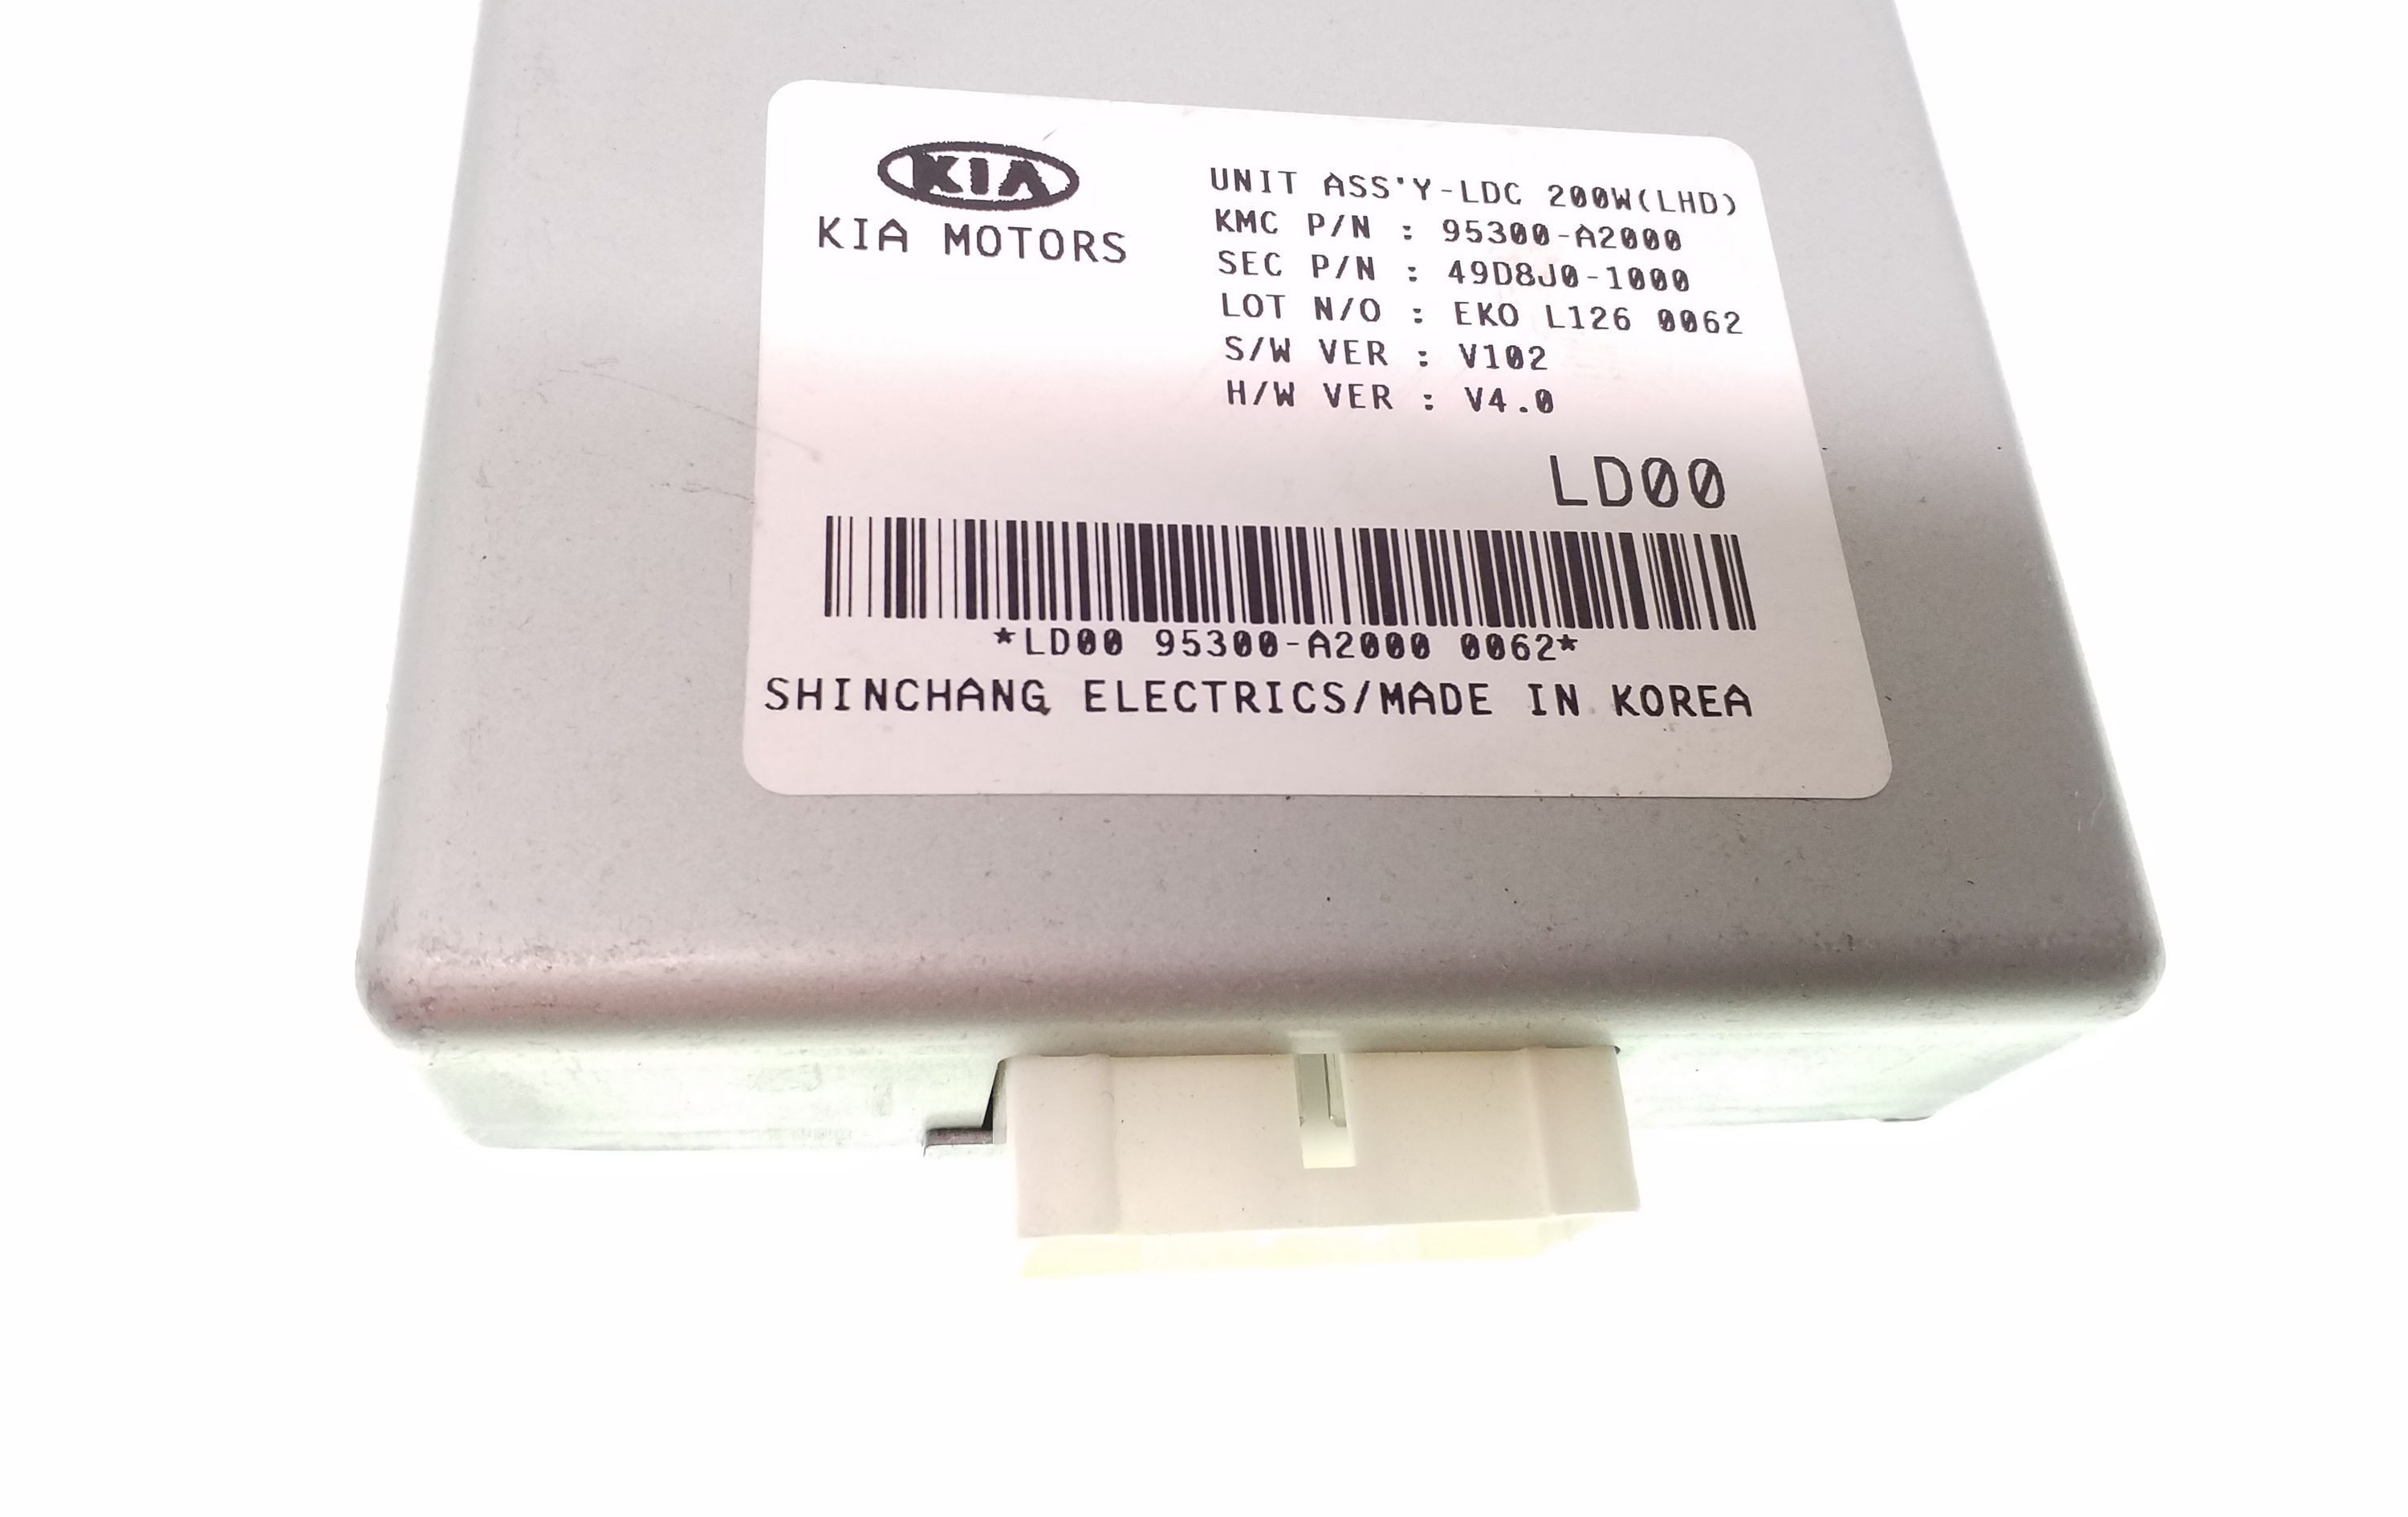 KIA
KIA MOTORS
UNIT ASS'Y-LDC 200W(LHD)
KMC P/N : 95300-A2000
SEC P/N : 49D8J0-1000
LOT N/O : EKO L126 0062
S/W VER : V102
H/W VER : V4.0
LD00
*LD00 95300-A2000 0062*
SHINCHANG ELECTRICS/MADE IN KOREA